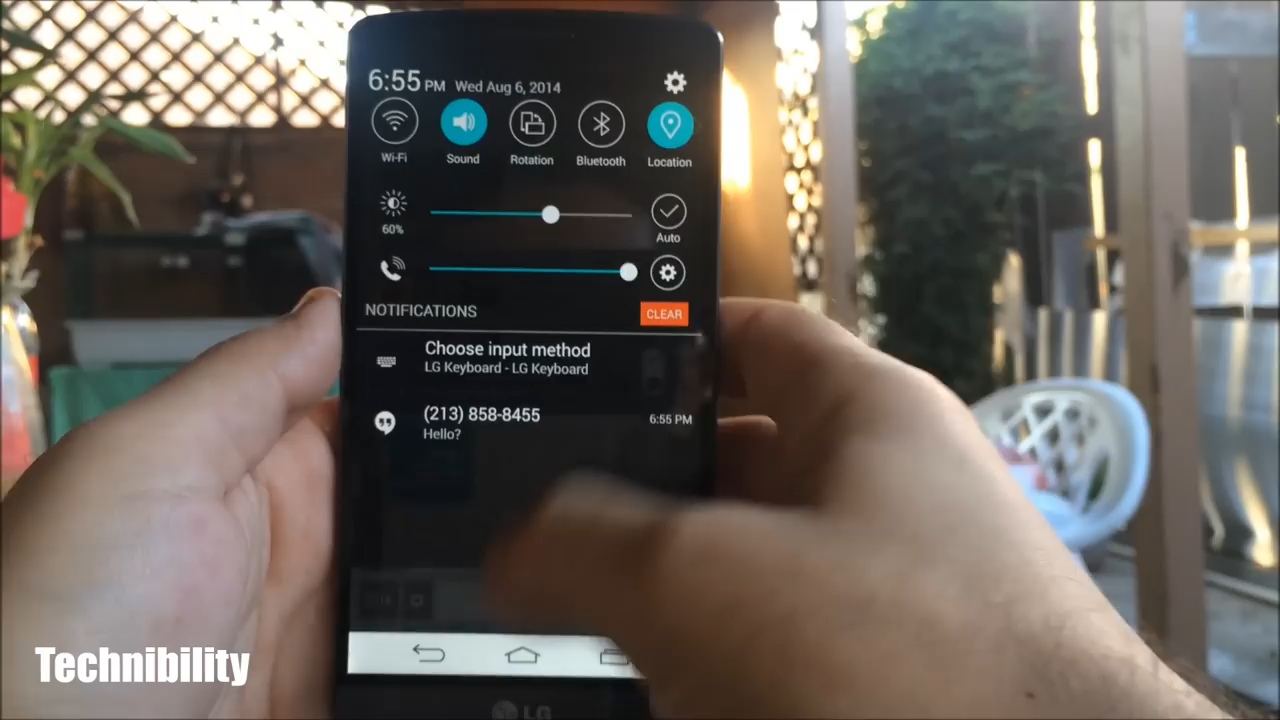 6:55 PM Wed Aug 6, 2014
Wi-Fi Sound Rotation Bluetooth Location
60%
Auto
NOTIFICATIONS CLEAR
Choose input method
LG Keyboard - LG Keyboard
(213) 858-8455 6:55 PM
Hello?
Technibility
LG